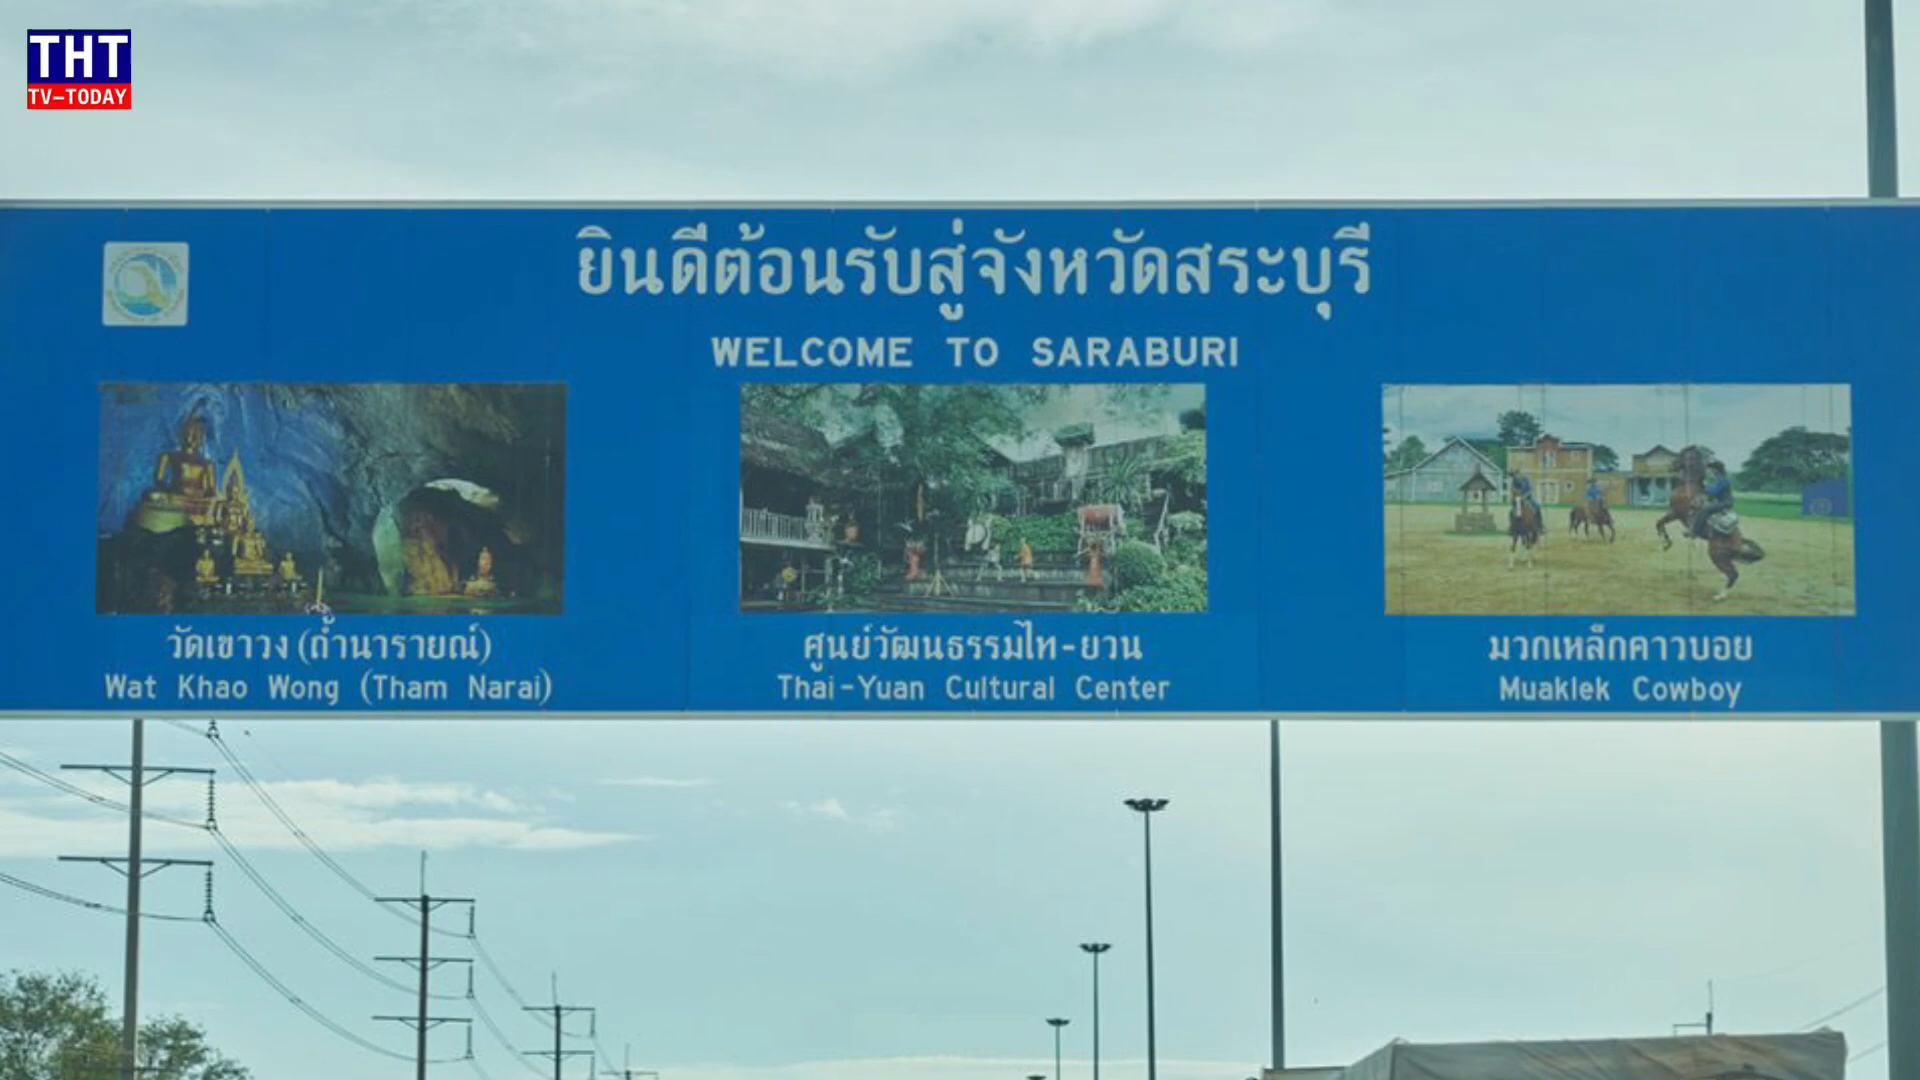 THT
TV-TODAY
ยินดีต้อนรับสู่จังหวัดสระบุรี
WELCOME TO SARABURI
วัดเขาวง (ถ้ำนารายณ์)
Wat Khao Wong (Tham Narai)
ศูนย์วัฒนธรรมไท-ยวน
Thai-Yuan Cultural Center
มวกเหล็กคาวบอย
Muaklek Cowboy